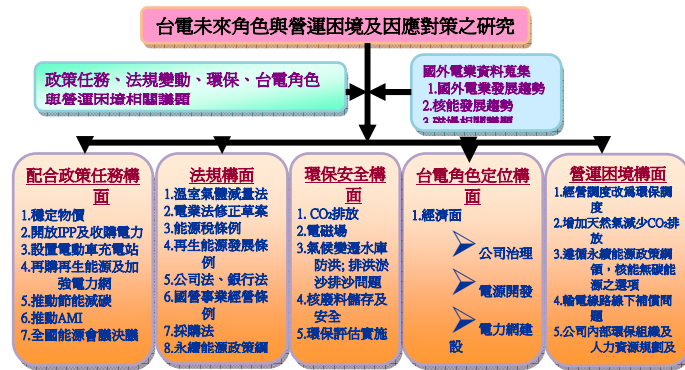 台電未來角色與營運困境及因應對策之研究
政策任務、法規變動、環保、台電角色
與營運困境相關議題
國外電業資料蒐集
1.國外電業發展趨勢
2.核能發展趨勢
3.磁場相關議題
配合政策任務構
面
1.穩定物價
2.開放IPP及收購電力
3.設置電動車充電站
4.再購再生能源及加
強電力網
5.推動節能減碳
6.推動AMI
7.全國能源會議決議
法規構面
1.溫室氣體減量法
2.電業法修正草案
3.能源稅條例
4.再生能源發展條
例
5.公司法、銀行法
6.國營事業經營條
例
7.採購法
8.永續能源政策綱
環保安全構
面
1. CO₂排放
2.電磁場
3.氣候變遷水庫
防洪; 排洪淤
沙排沙問題
4.核廢料儲存及
安全
5.環保評估實施
台電角色定位構
面
1.經濟面
公司治理
電源開發
電力網建
設
營運困境構面
1.經營調度改為環保調
度
2.增加天然氣減少CO₂排
放
3.遵循永續能源政策綱
領，核能無碳能
源之選項
4.輸電線路線下補償問
題
5.公司內部環保組織及
人力資源規劃及